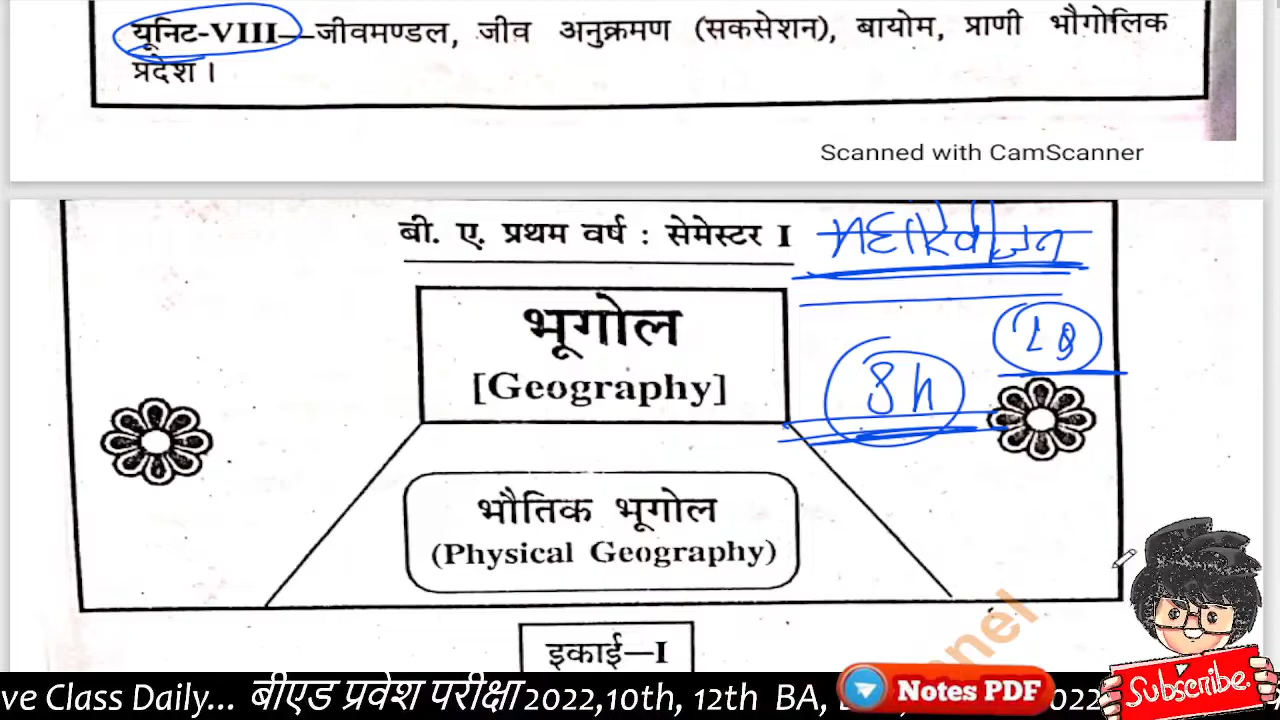 यूनिट-VIII—जीवमण्डल, जीव अनुक्रमण (सकसेशन), बायोम, प्राणी भौगोलिक
प्रदेश।
Scanned with CamScanner
बी. ए. प्रथम वर्ष : सेमेस्टर I
भूगोल
[Geography]
भौतिक भूगोल
(Physical Geography)
इकाई—I
nel
ve Class Daily... बीएड प्रवेश परीक्षा 2022,10th, 12th BA,
Notes PDF
Subscribe